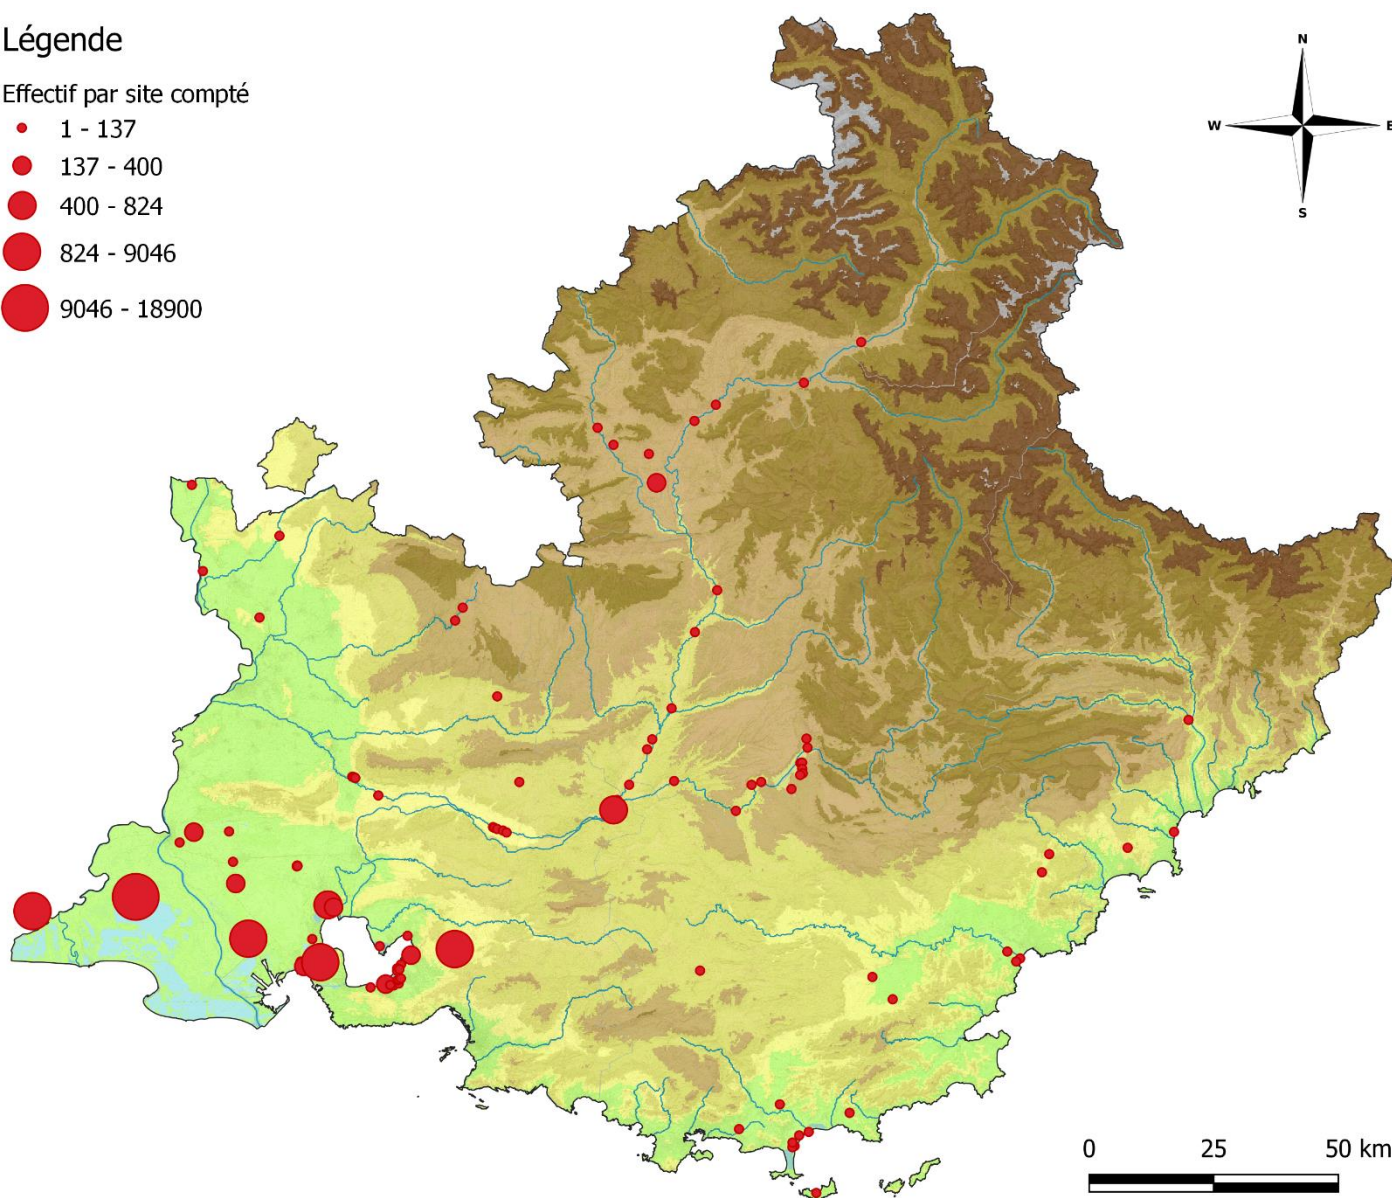 Légende
Effectif par site compté
1 - 137
137 - 400
400 - 824
824 - 9046
9046 - 18900
N
W
E
S
0 25 50 km